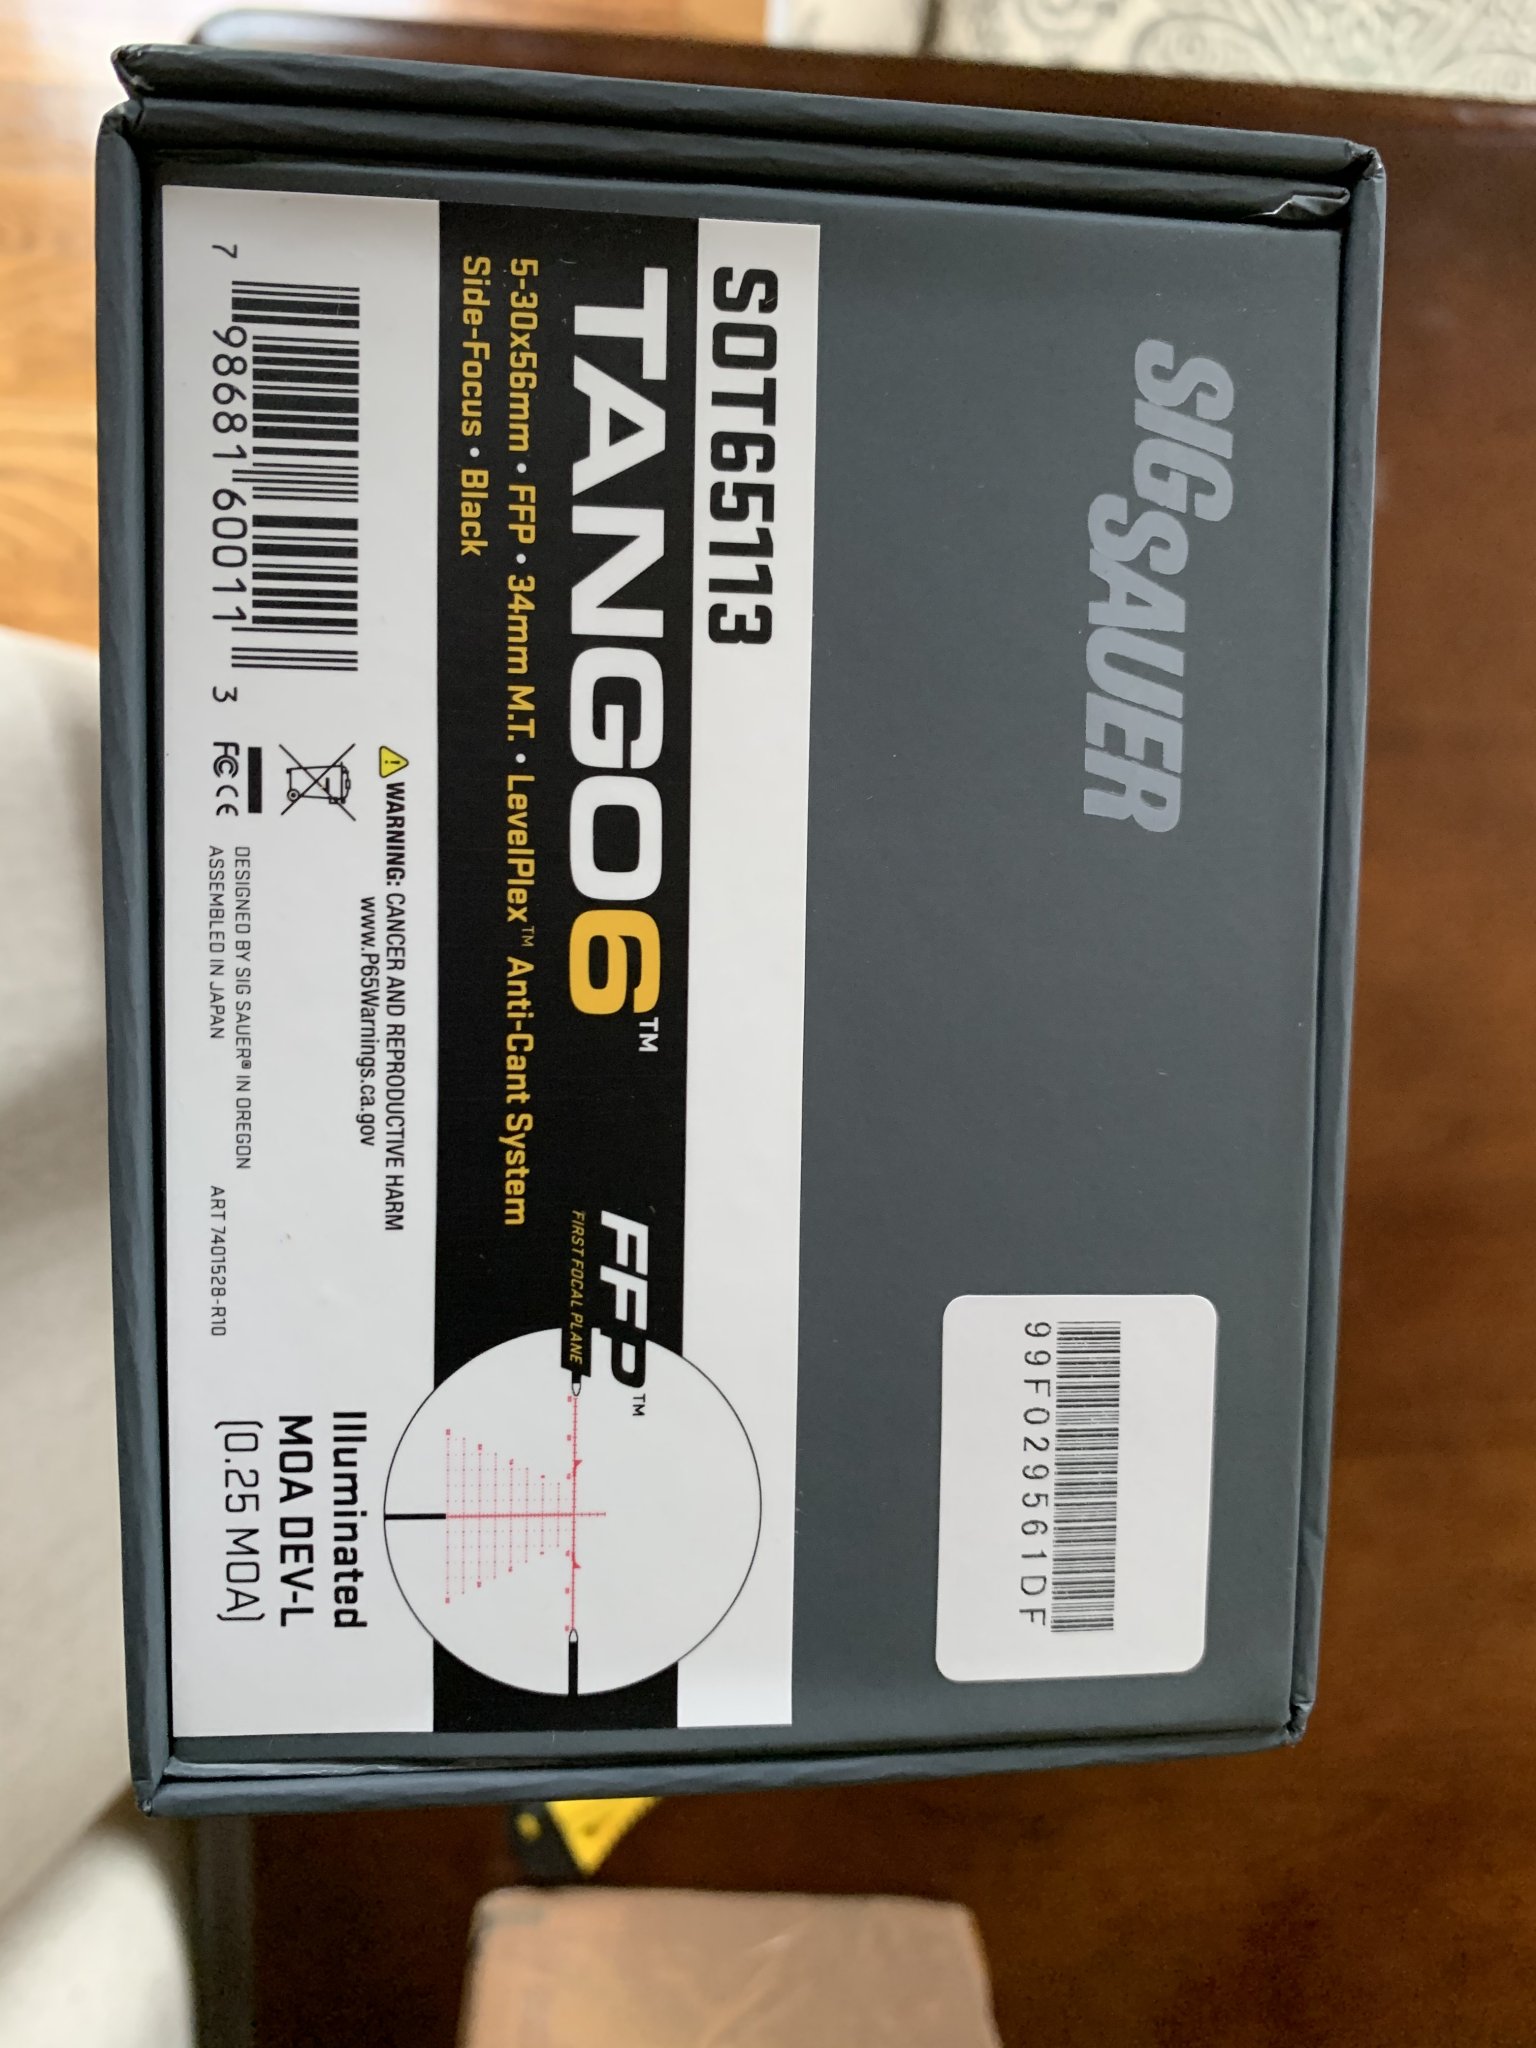 SIG SAUER
99F029561DF
SOT65113
TANGO6™
FFP™
FIRST FOCAL PLANE
5-30x56mm • FFP • 34mm M.T. • LevelPlex™ Anti-Cant System
Side-Focus • Black
7 98681 60011 3
WARNING: CANCER AND REPRODUCTIVE HARM
www.P65Warnings.ca.gov
FC CE
DESIGNED BY SIG SAUER® IN OREGON
ASSEMBLED IN JAPAN
ART 7401528-R10
Illuminated
MOA DEV-L
(0.25 MOA)